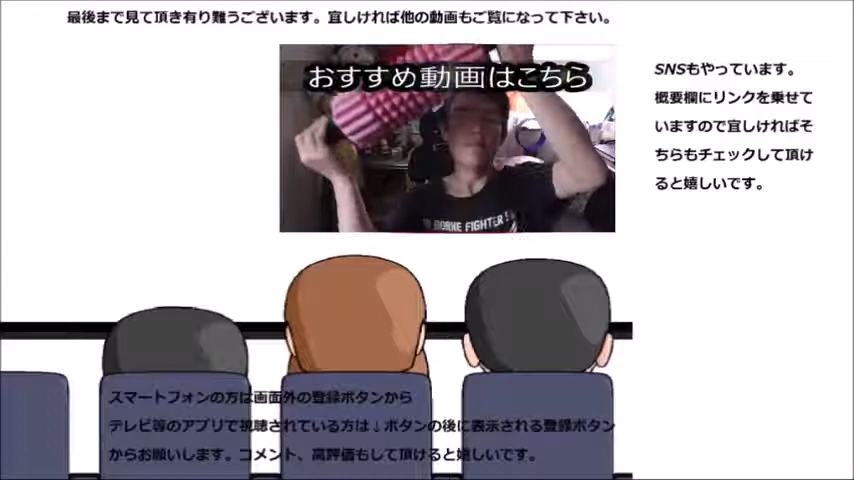 最後まで見て頂き有り難うございます。宜しければ他の動画もご覧になって下さい。
おすすめ動画はこちら
SNSもやっています。
概要欄にリンクを乗せて
いますので宜しければそ
ちらもチェックして頂け
ると嬉しいです。
BORNE FIGHTER
スマートフォンの方は画面外の登録ボタンから
テレビ等のアプリで視聴されている方は↓ボタンの後に表示される登録ボタン
からお願いします。コメント、高評価もして頂けると嬉しいです。